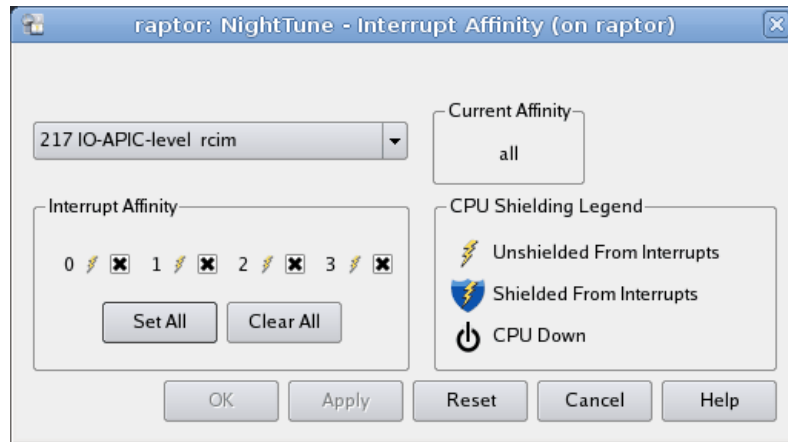 raptor: NightTune - Interrupt Affinity (on raptor)
217 IO-APIC-level rcim
Current Affinity
all
Interrupt Affinity
0 1 2 3
Set All Clear All
CPU Shielding Legend
Unshielded From Interrupts
Shielded From Interrupts
CPU Down
OK Apply Reset Cancel Help